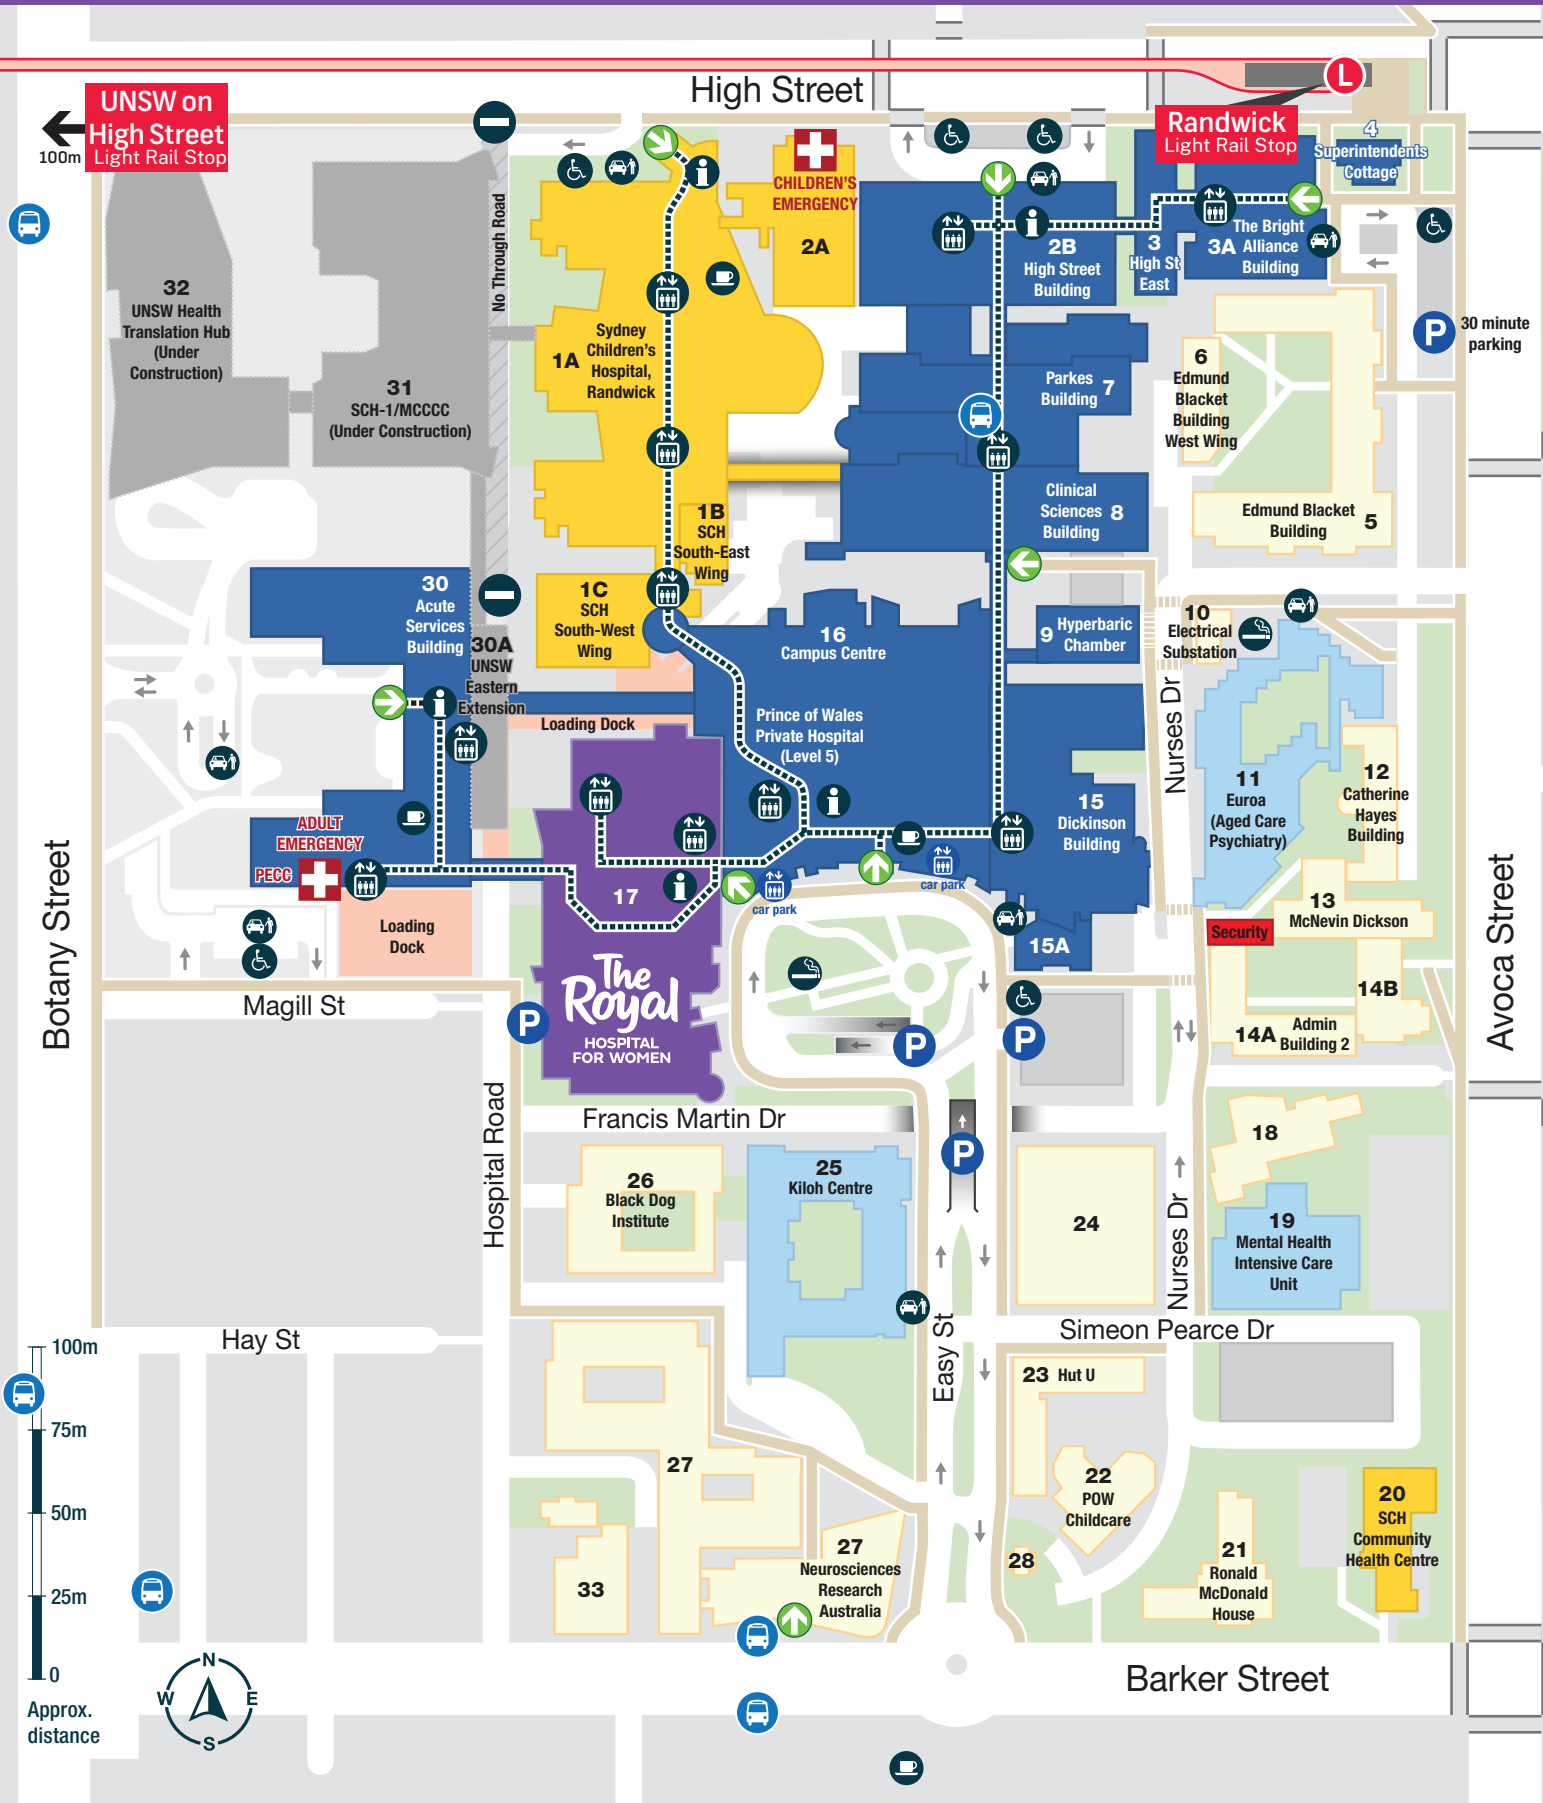 High Street
UNSW on
High Street
Light Rail Stop
100m
L
Randwick
Light Rail Stop
4
Superintendents
Cottage
No Through Road
CHILDREN'S
EMERGENCY
2A
2B
High Street
Building
3
High St
East
3A
The Bright
Alliance
Building
P
30 minute
parking
32
UNSW Health
Translation Hub
(Under
Construction)
31
SCH-1/MCCCC
(Under Construction)
1A
Sydney
Children's
Hospital,
Randwick
Parkes
Building
7
6
Edmund
Blacket
Building
West Wing
Edmund Blacket
Building
5
Clinical
Sciences
Building
8
1B
SCH
South-East
Wing
1C
SCH
South-West
Wing
30
Acute
Services
Building
30A
UNSW
Eastern
Extension
16
Campus Centre
Prince of Wales
Private Hospital
(Level 5)
9
Hyperbaric
Chamber
10
Electrical
Substation
Loading Dock
Nurses Dr
11
Euroa
(Aged Care
Psychiatry)
12
Catherine
Hayes
Building
15
Dickinson
Building
ADULT
EMERGENCY
PECC
Loading
Dock
17
car park
car park
15A
13
McNevin Dickson
Security
14B
14A
Admin
Building 2
The
Royal
HOSPITAL
FOR WOMEN
P
P
P
Botany Street
Avoca Street
Magill St
Hospital Road
Francis Martin Dr
P
26
Black Dog
Institute
25
Kiloh Centre
24
Nurses Dr
18
19
Mental Health
Intensive Care
Unit
Hay St
Easy St
Simeon Pearce Dr
23 Hut U
22
POW
Childcare
27
27
Neurosciences
Research
Australia
33
28
21
Ronald
McDonald
House
20
SCH
Community
Health Centre
100m
75m
50m
25m
0
Approx.
distance
N
W
E
S
Barker Street